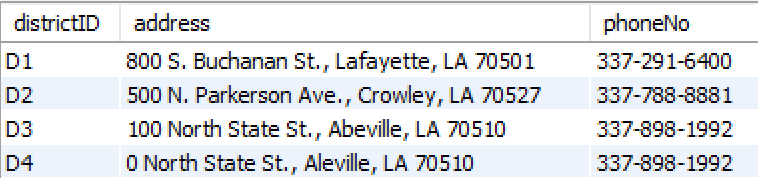 districtID address phoneNo
D1 800 S. Buchanan St., Lafayette, LA 70501 337-291-6400
D2 500 N. Parkerson Ave., Crowley, LA 70527 337-788-8881
D3 100 North State St., Abeville, LA 70510 337-898-1992
D4 0 North State St., Aleville, LA 70510 337-898-1992